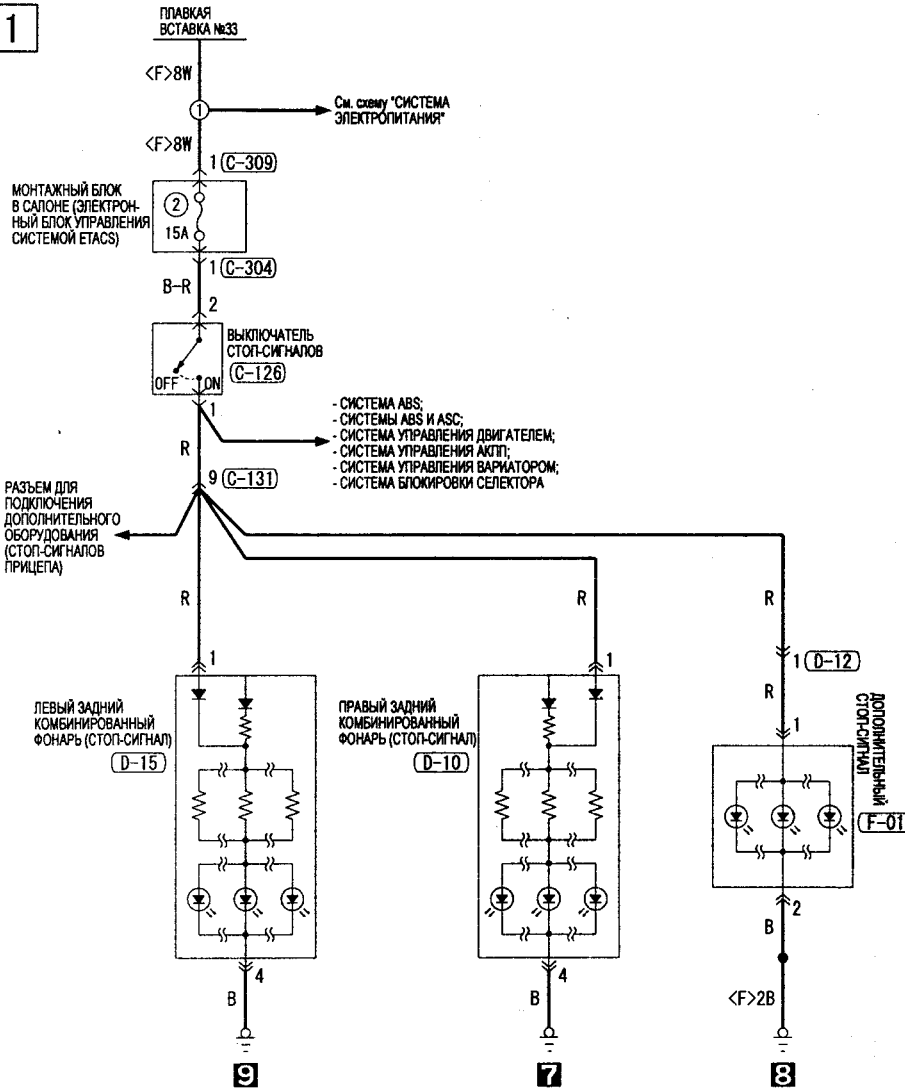 1
ПЛАВКАЯ
ВСТАВКА №33
<F>8W
1
См. схему "СИСТЕМА
ЭЛЕКТРОПИТАНИЯ"
<F>8W
1 C-309
МОНТАЖНЫЙ БЛОК
В САЛОНЕ (ЭЛЕКТРОН-
НЫЙ БЛОК УПРАВЛЕНИЯ
СИСТЕМОЙ ETACS)
2
15A
1 C-304
B-R
2
ВЫКЛЮЧАТЕЛЬ
СТОП-СИГНАЛОВ
C-126
OFF ON
1
- СИСТЕМА ABS;
- СИСТЕМЫ ABS И ASC;
- СИСТЕМА УПРАВЛЕНИЯ ДВИГАТЕЛЕМ;
- СИСТЕМА УПРАВЛЕНИЯ АКПП;
- СИСТЕМА УПРАВЛЕНИЯ ВАРИАТОРОМ;
- СИСТЕМА БЛОКИРОВКИ СЕЛЕКТОРА
R
9 C-131
РАЗЪЕМ ДЛЯ
ПОДКЛЮЧЕНИЯ
ДОПОЛНИТЕЛЬНОГО
ОБОРУДОВАНИЯ
(СТОП-СИГНАЛОВ
ПРИЦЕПА)
R
R
R
1 D-12
R
1
1
1
ЛЕВЫЙ ЗАДНИЙ
КОМБИНИРОВАННЫЙ
ФОНАРЬ (СТОП-СИГНАЛ)
D-15
ПРАВЫЙ ЗАДНИЙ
КОМБИНИРОВАННЫЙ
ФОНАРЬ (СТОП-СИГНАЛ)
D-10
ДОПОЛНИТЕЛЬНЫЙ
СТОП-СИГНАЛ
F-01
2
B
4
B
4
B
<F>2B
9
7
8